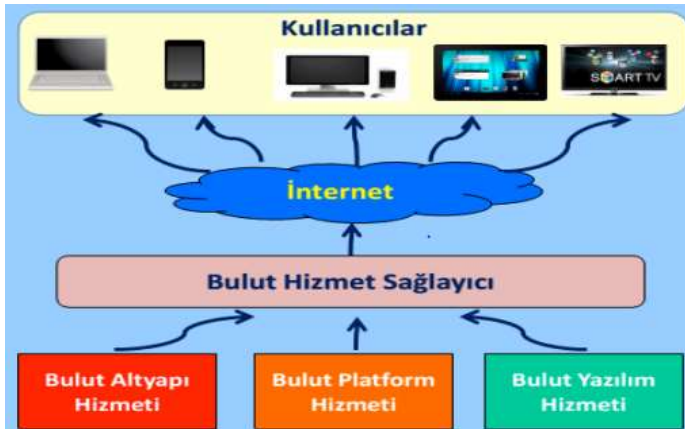 Kullanıcılar
SMART TV
İnternet
Bulut Hizmet Sağlayıcı
Bulut Altyapı
Hizmeti
Bulut Platform
Hizmeti
Bulut Yazılım
Hizmeti